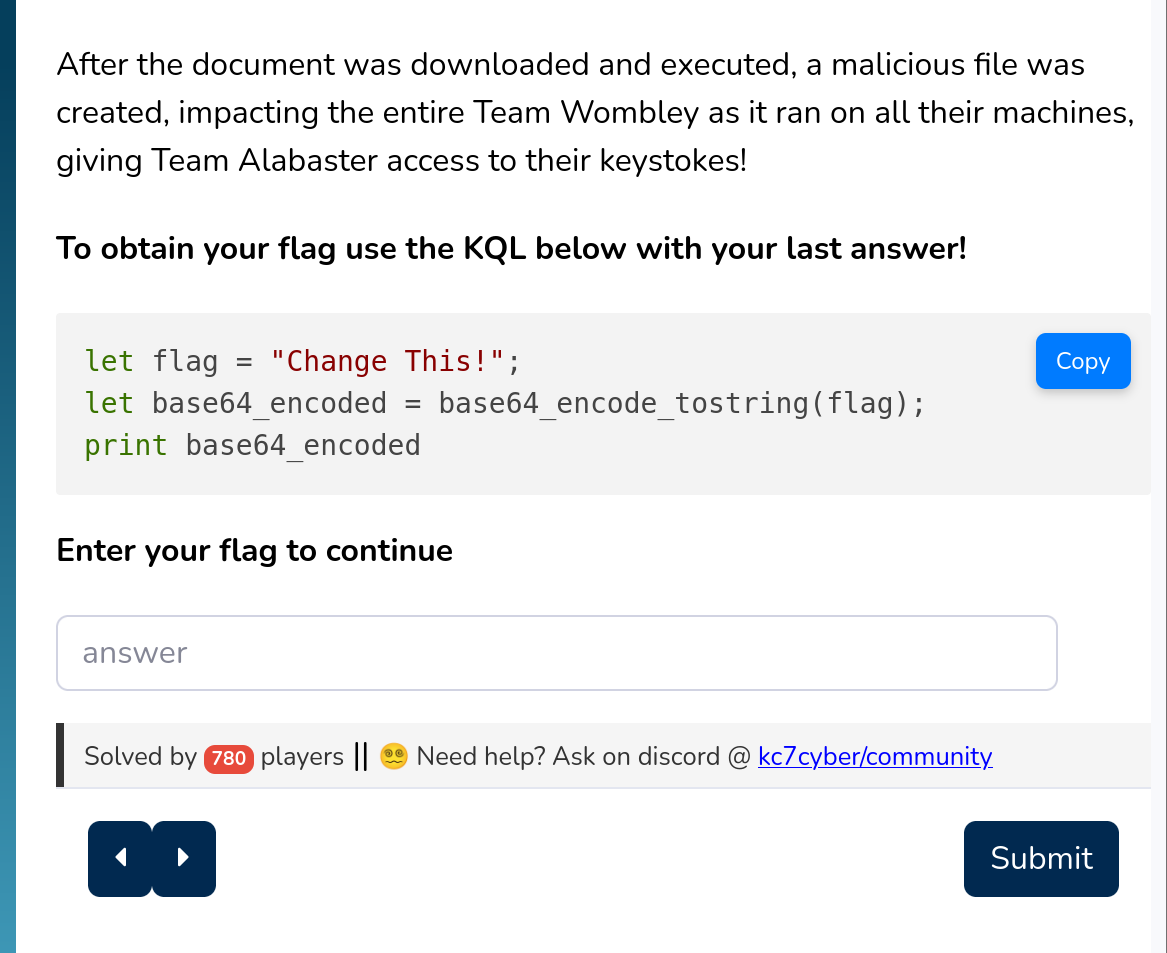 After the document was downloaded and executed, a malicious file was
created, impacting the entire Team Wombley as it ran on all their machines,
giving Team Alabaster access to their keystokes!
To obtain your flag use the KQL below with your last answer!
let flag = "Change This!";
Copy
let base64_encoded = base64_encode_tostring(flag);
print base64_encoded
Enter your flag to continue
answer
Solved by 780 players || 😵‍💫 Need help? Ask on discord @ kc7cyber/community
Submit